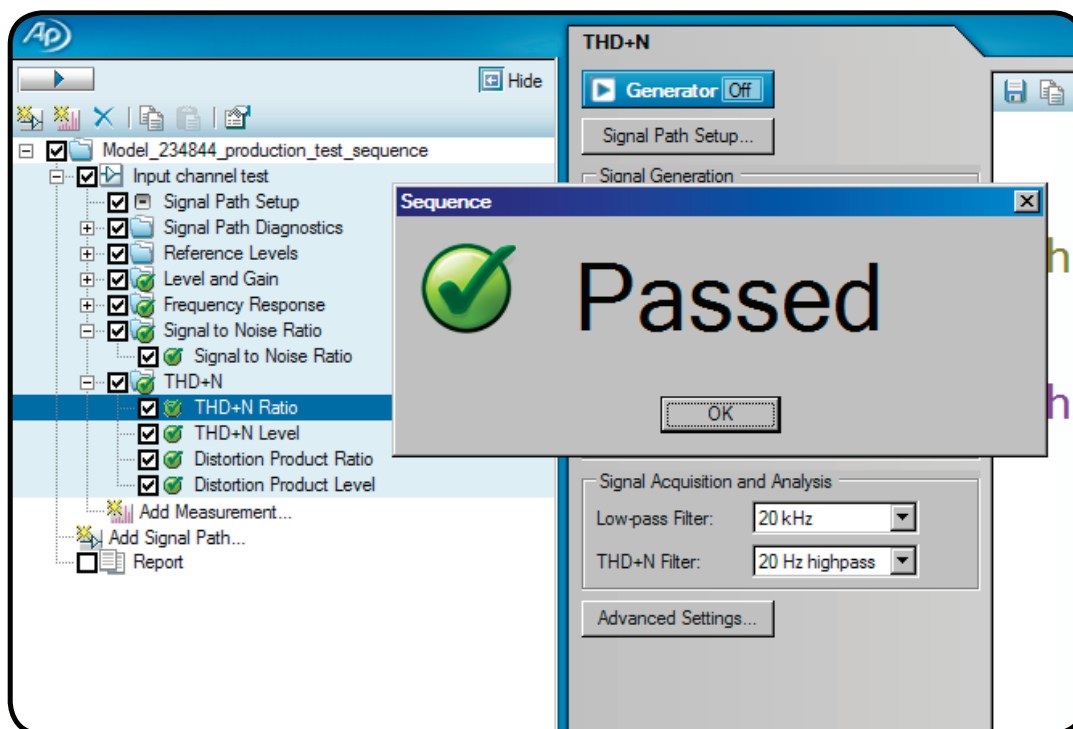 Ap
Hide
Model_234844_production_test_sequence
Input channel test
Signal Path Setup
Signal Path Diagnostics
Reference Levels
Level and Gain
Frequency Response
Signal to Noise Ratio
Signal to Noise Ratio
THD+N
THD+N Ratio
THD+N Level
Distortion Product Ratio
Distortion Product Level
Add Measurement...
Add Signal Path...
Report
THD+N
Generator Off
Signal Path Setup...
Signal Generation
Sequence
Passed
OK
Signal Acquisition and Analysis
Low-pass Filter: 20 kHz
THD+N Filter: 20 Hz highpass
Advanced Settings...
h
h